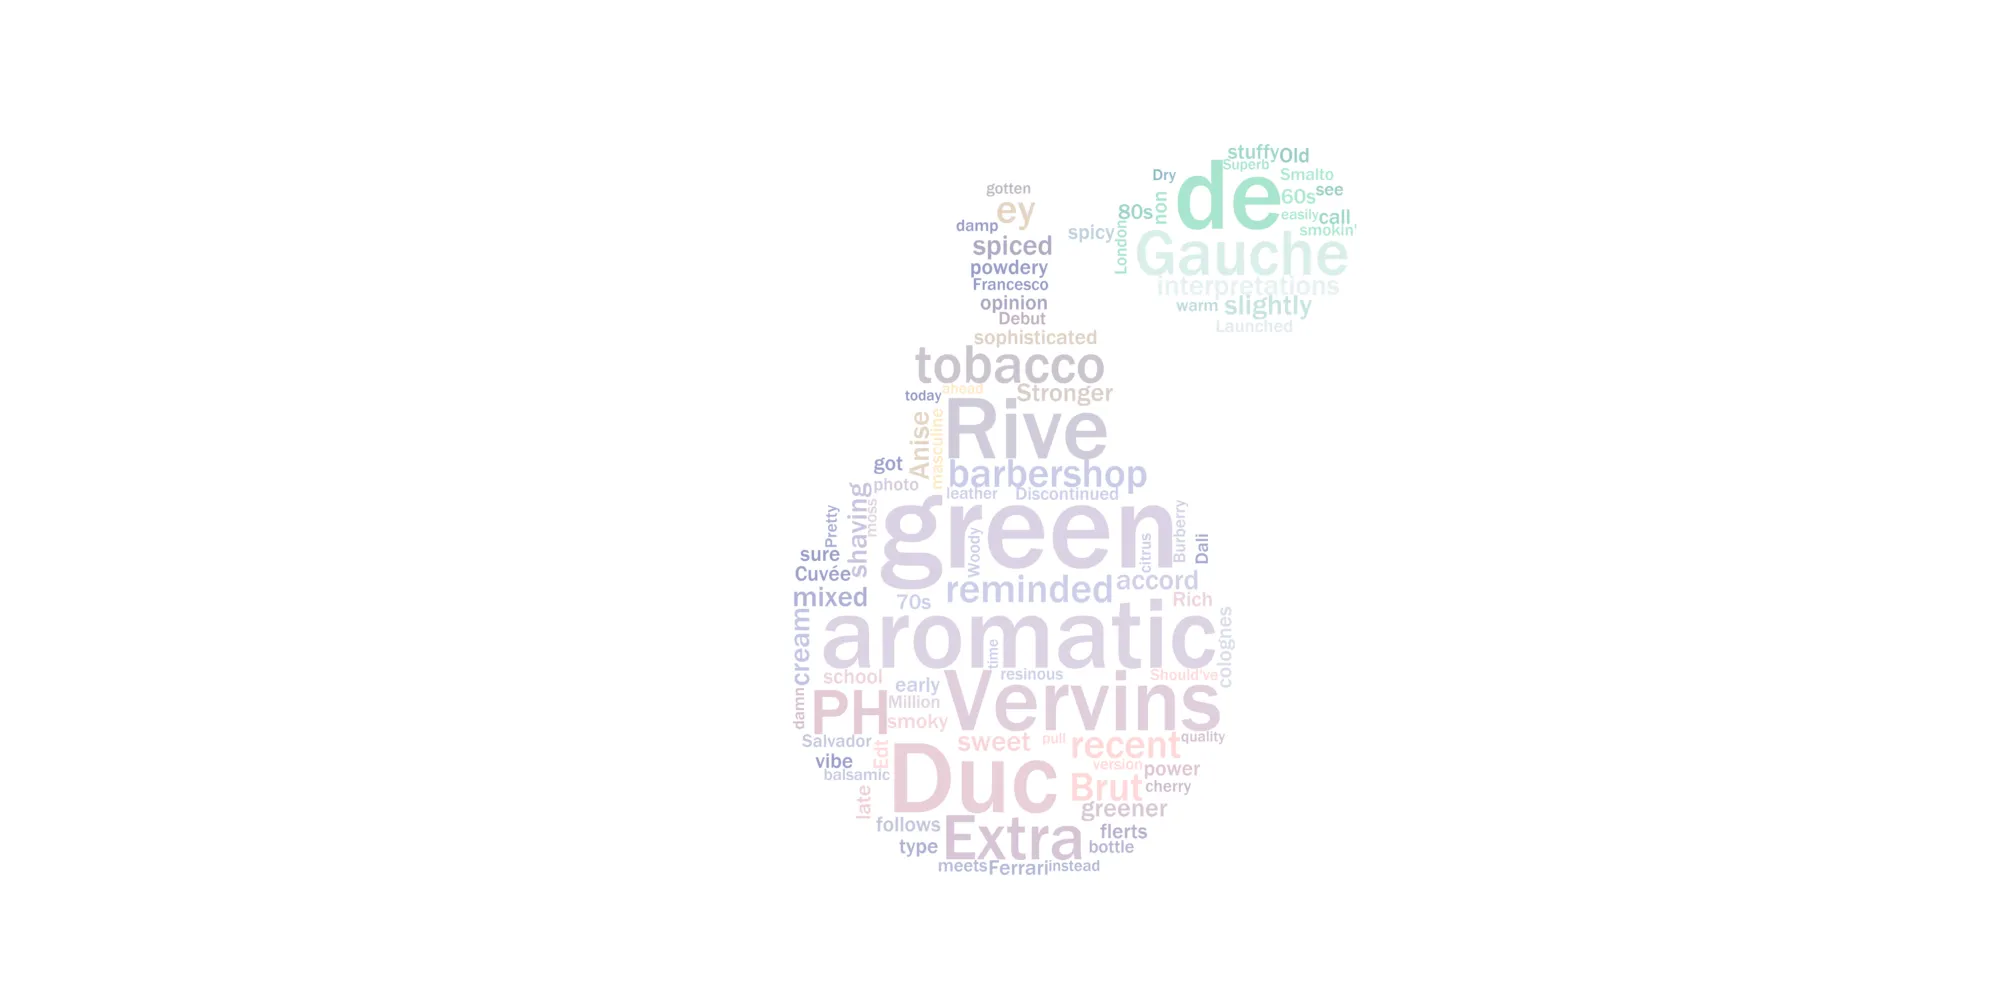 stuffy Old
Superb
Dry de Smalto
gotten 60s see
ey 80s non easily call
damp spicy London smokin'
spiced Gauche
powdery
Francesco interpretations
opinion warm slightly
Debut Launched
sophisticated
tobacco
today ahead Stronger
Anise masculine Rive
got barbershop
photo leather Discontinued
shaving moss green Burberry
Pretty Woody citrus Dali
sure
Cuvée reminded accord
mixed 70s Rich
cream aromatic colognes
time
school resinous Should've
early Vervins
damn PH Million
smoky
Salvador sweet pull recent quality
vibe Edt Duc version power
balsamic Brut cherry
late greener
follows Extra flerts
type bottle
meets Ferrari instead